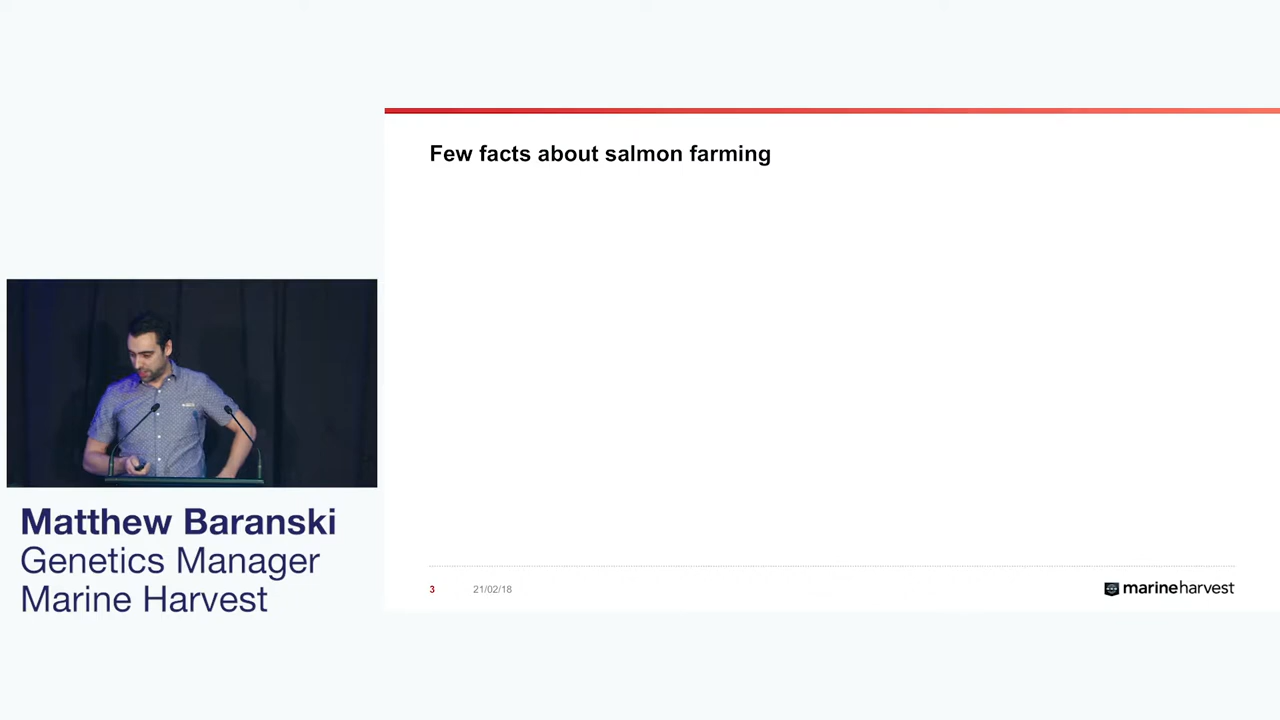 Few facts about salmon farming
Matthew Baranski
Genetics Manager
Marine Harvest
3
21/02/18
marineharvest